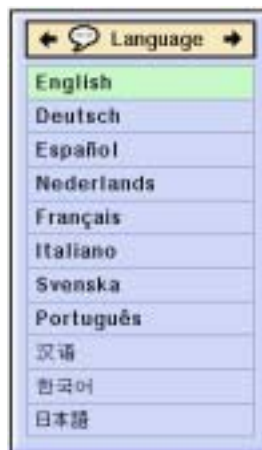 Language
English
Deutsch
Español
Nederlands
Français
Italiano
Svenska
Português
汉语
한국어
日本語